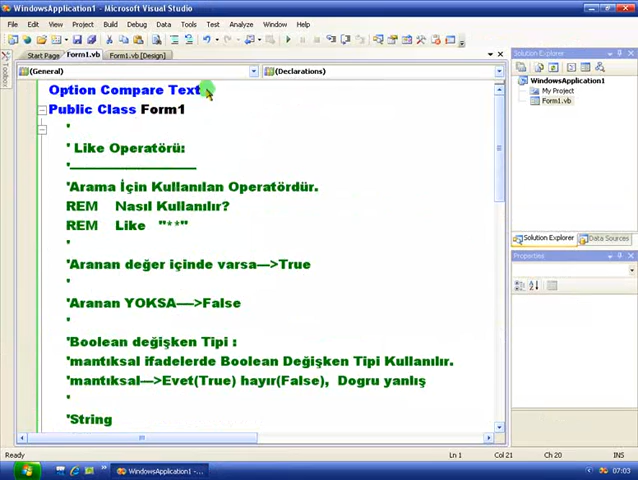 WindowsApplication1 - Microsoft Visual Studio
File Edit View Project Build Debug Data Tools Test Analyze Window Help
Start Page Form1.vb Form1.vb [Design]
(General) (Declarations)
Toolbox
Option Compare Text
Public Class Form1
'
' Like Operatörü:
'
'Arama İçin Kullanılan Operatördür.
REM Nasıl Kullanılır?
REM Like "**"
'
'Aranan değer içinde varsa--->True
'
'Aranan YOKSA---->False
'
'Boolean değişken Tipi :
'mantıksal ifadelerde Boolean Değişken Tipi Kullanılır.
'mantıksal--->Evet(True) hayır(False), Dogru yanlış
'
'String
Solution Explorer
WindowsApplication1
My Project
Form1.vb
Solution Explorer Data Sources
Properties
Ready Ln 1 Col 21 Ch 20 INS
WindowsApplication1 -... 07:03